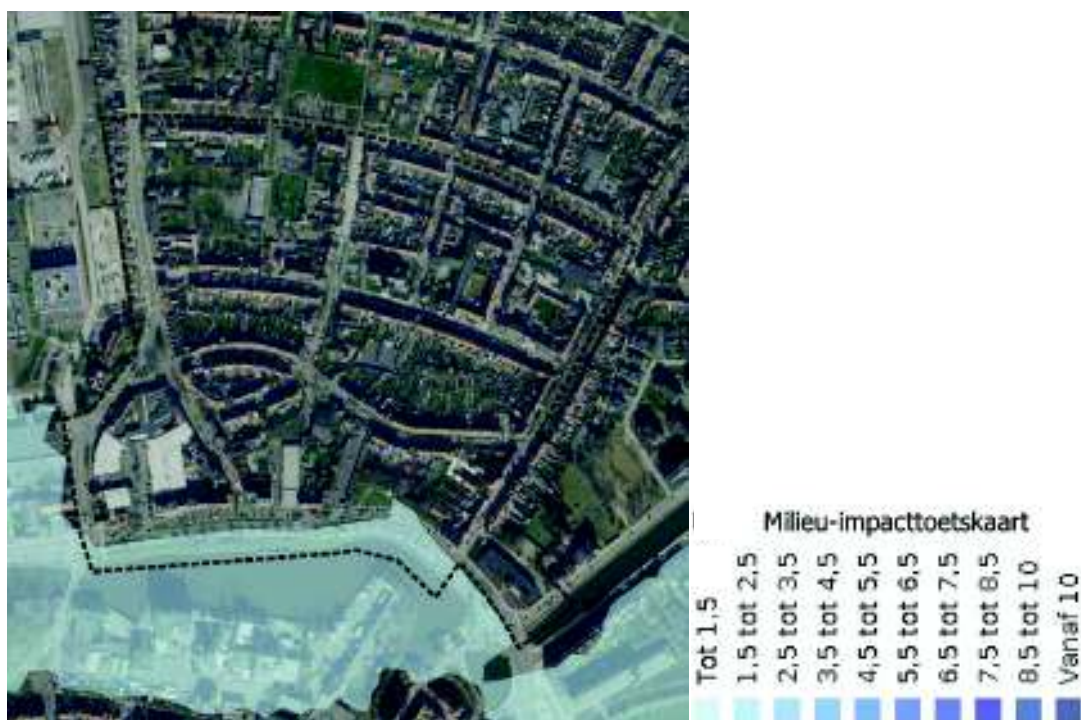 Milieu-impacttoetskaart
Tot 1,5
1,5 tot 2,5
2,5 tot 3,5
3,5 tot 4,5
4,5 tot 5,5
5,5 tot 6,5
6,5 tot 7,5
7,5 tot 8,5
8,5 tot 10
Vanaf 10